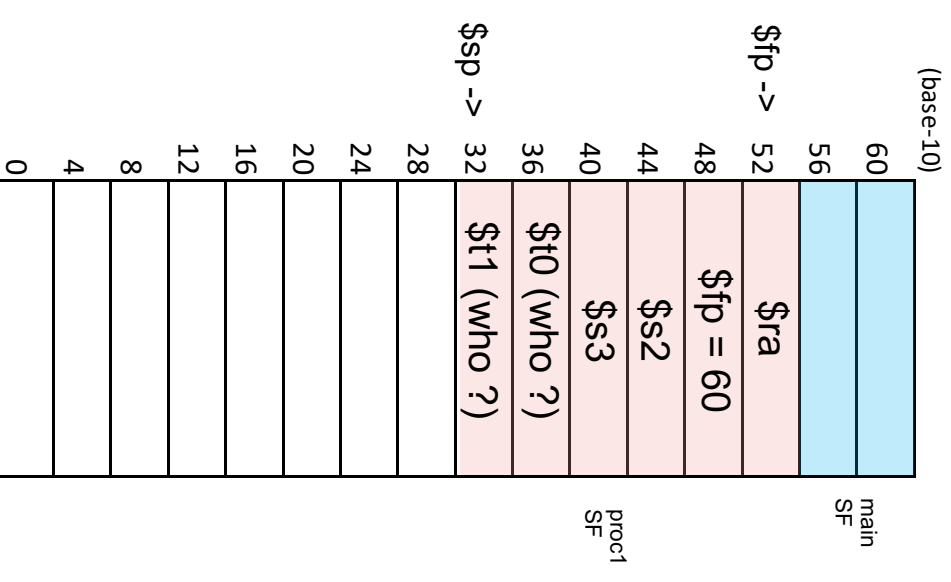 (base-10)
60
56
main
SF
$fp -> 52 $ra
48 $fp = 60
44 $s2
40 $s3
proc1
SF
36 $t0 (who ?)
$sp -> 32 $t1 (who ?)
28
24
20
16
12
8
4
0